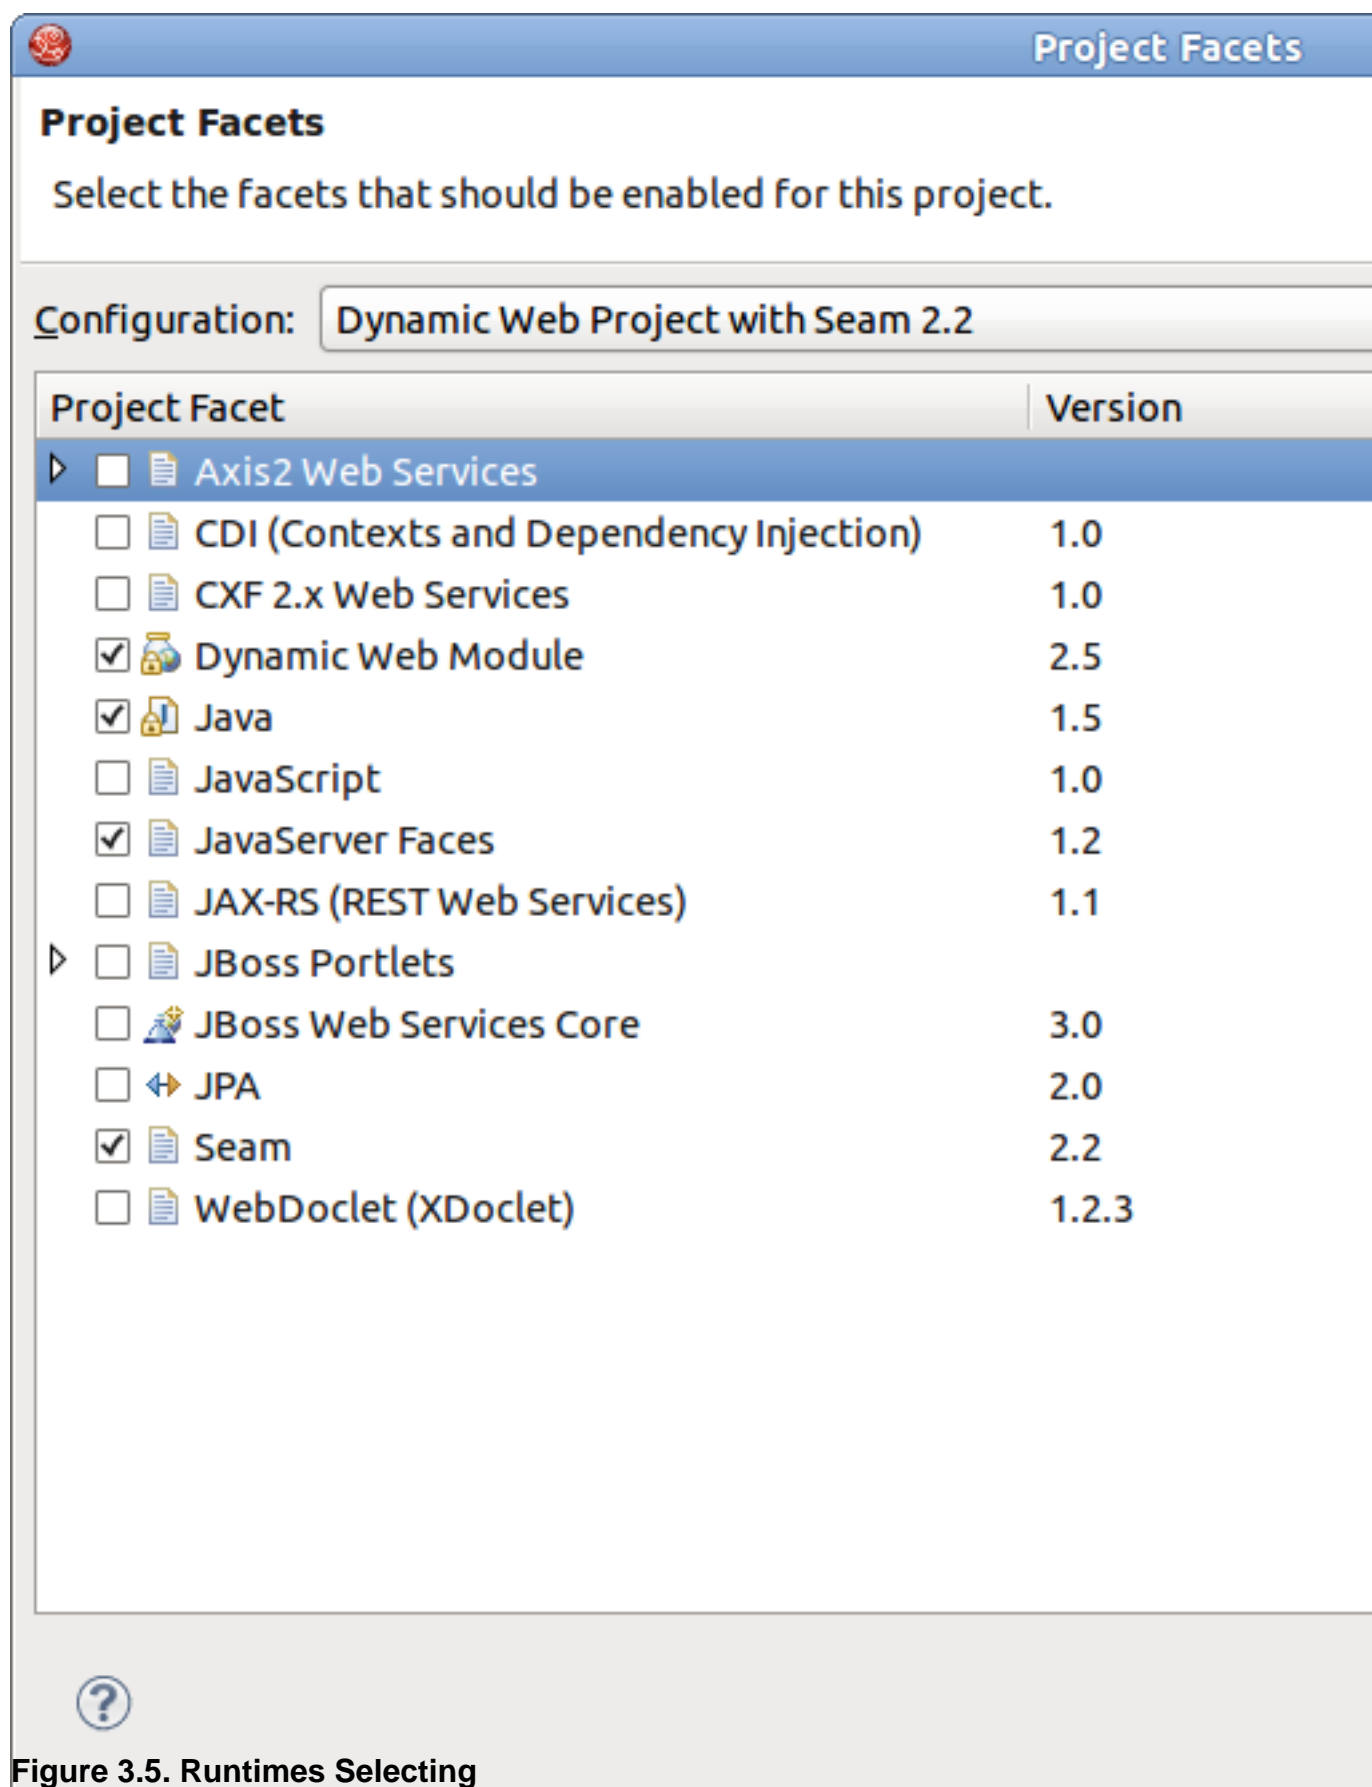 Project Facets
Project Facets
Select the facets that should be enabled for this project.
Configuration: Dynamic Web Project with Seam 2.2
Project Facet Version
Axis2 Web Services
CDI (Contexts and Dependency Injection) 1.0
CXF 2.x Web Services 1.0
Dynamic Web Module 2.5
Java 1.5
JavaScript 1.0
JavaServer Faces 1.2
JAX-RS (REST Web Services) 1.1
JBoss Portlets
JBoss Web Services Core 3.0
JPA 2.0
Seam 2.2
WebDoclet (XDoclet) 1.2.3
?
Figure 3.5. Runtimes Selecting